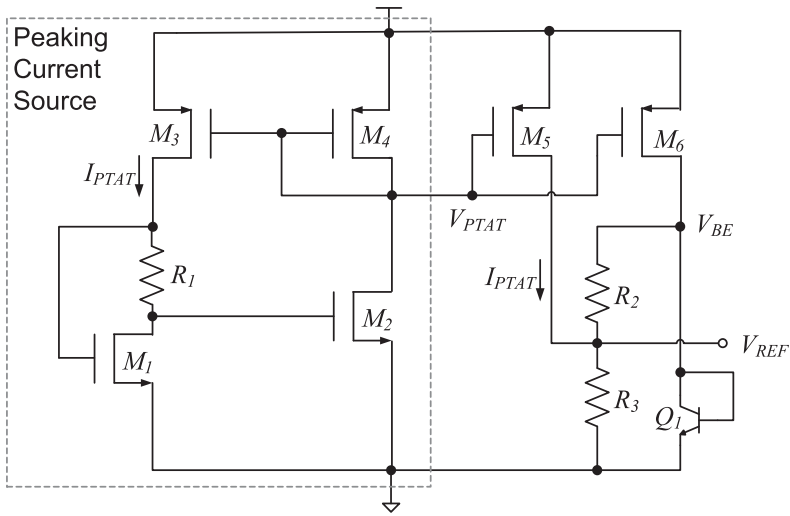 Peaking
Current
Source
M3
M4
M5
M6
IPTAT
VPTAT
VBE
R1
IPTAT
R2
M2
VREF
M1
R3
Q1